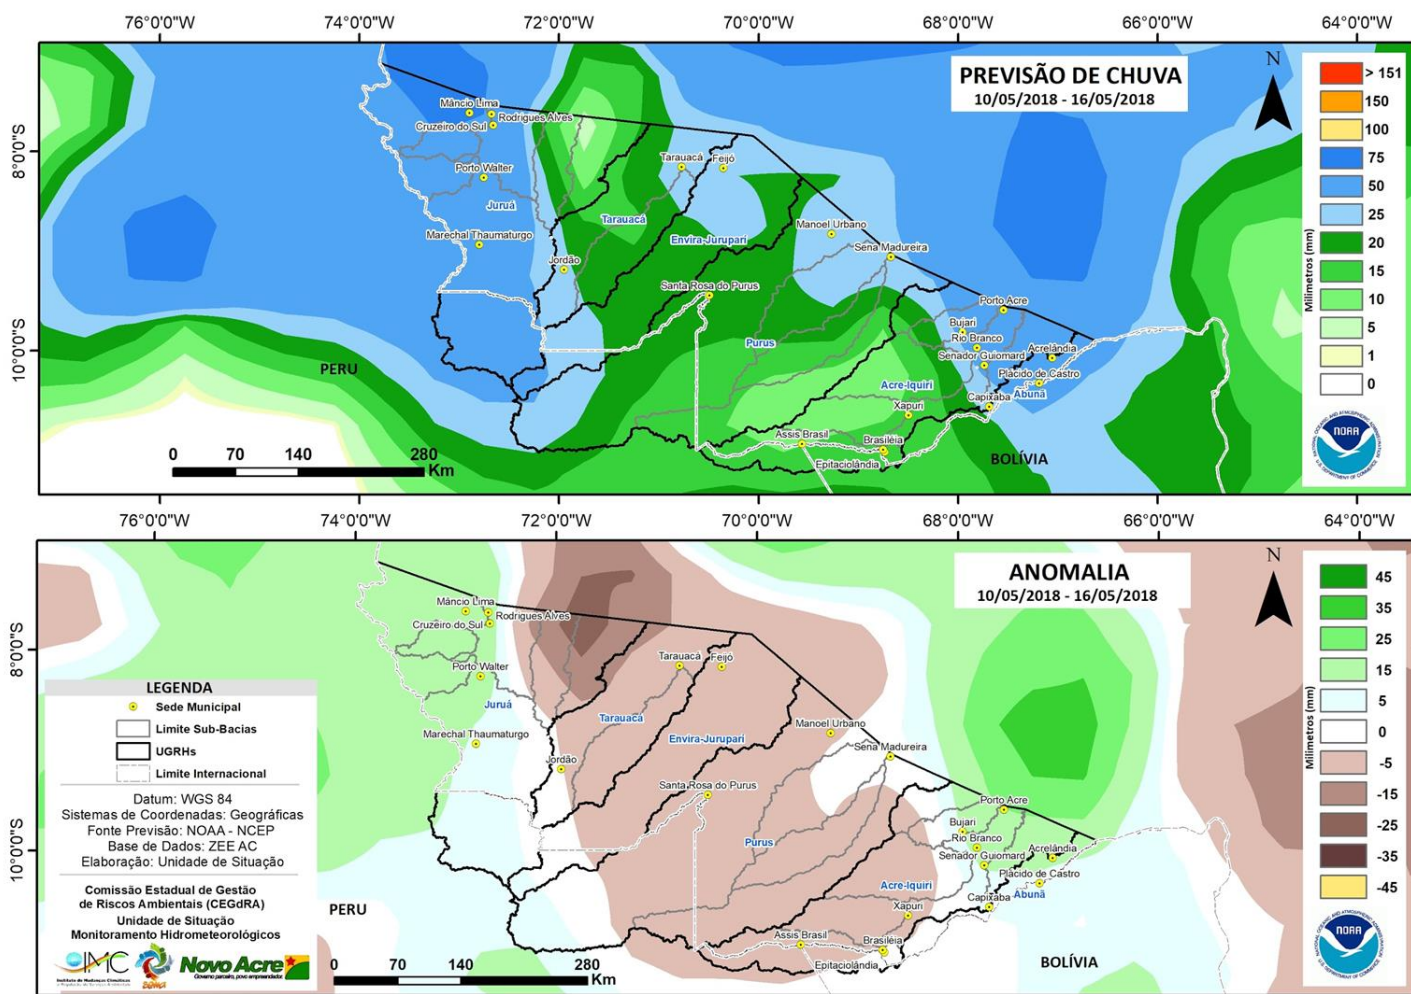 76°0'0"W
74°0'0"W
72°0'0"W
70°0'0"W
68°0'0"W
66°0'0"W
64°0'0"W
8°0'0"S
10°0'0"S
PREVISÃO DE CHUVA
10/05/2018 - 16/05/2018
N
Milímetros (mm)
> 151
150
100
75
50
25
20
15
10
5
1
0
NOAA
Mâncio Lima
Rodrigues Alves
Cruzeiro do Sul
Porto Walter
Juruá
Marechal Thaumaturgo
Jordão
Tarauacá
Feijó
Tarauacá
Envira-Jurupari
Manoel Urbano
Sena Madureira
Santa Rosa do Purus
Purus
Porto Acre
Bujari
Rio Branco
Acrelândia
Senador Guiomard
Plácido de Castro
Abunã
Capixaba
Acre-Iquiri
Xapuri
Assis Brasil
Brasiléia
Epitaciolândia
PERU
BOLÍVIA
0 70 140 280
Km
76°0'0"W
74°0'0"W
72°0'0"W
70°0'0"W
68°0'0"W
66°0'0"W
64°0'0"W
8°0'0"S
10°0'0"S
ANOMALIA
10/05/2018 - 16/05/2018
N
Milímetros (mm)
45
35
25
15
5
0
-5
-15
-25
-35
-45
NOAA
Mâncio Lima
Rodrigues Alves
Cruzeiro do Sul
Porto Walter
Juruá
Marechal Thaumaturgo
Jordão
Tarauacá
Feijó
Tarauacá
Envira-Jurupari
Manoel Urbano
Sena Madureira
Santa Rosa do Purus
Purus
Porto Acre
Bujari
Rio Branco
Acrelândia
Senador Guiomard
Plácido de Castro
Abunã
Capixaba
Acre-Iquiri
Xapuri
Assis Brasil
Brasiléia
Epitaciolândia
PERU
BOLÍVIA
0 70 140 280
Km
LEGENDA
Sede Municipal
Limite Sub-Bacias
UGRHs
Limite Internacional
Datum: WGS 84
Sistemas de Coordenadas: Geográficas
Fonte Previsão: NOAA - NCEP
Base de Dados: ZEE AC
Elaboração: Unidade de Situação
Comissão Estadual de Gestão
de Riscos Ambientais (CEGdRA)
Unidade de Situação
Monitoramento Hidrometeorológicos
IMC
Novo Acre